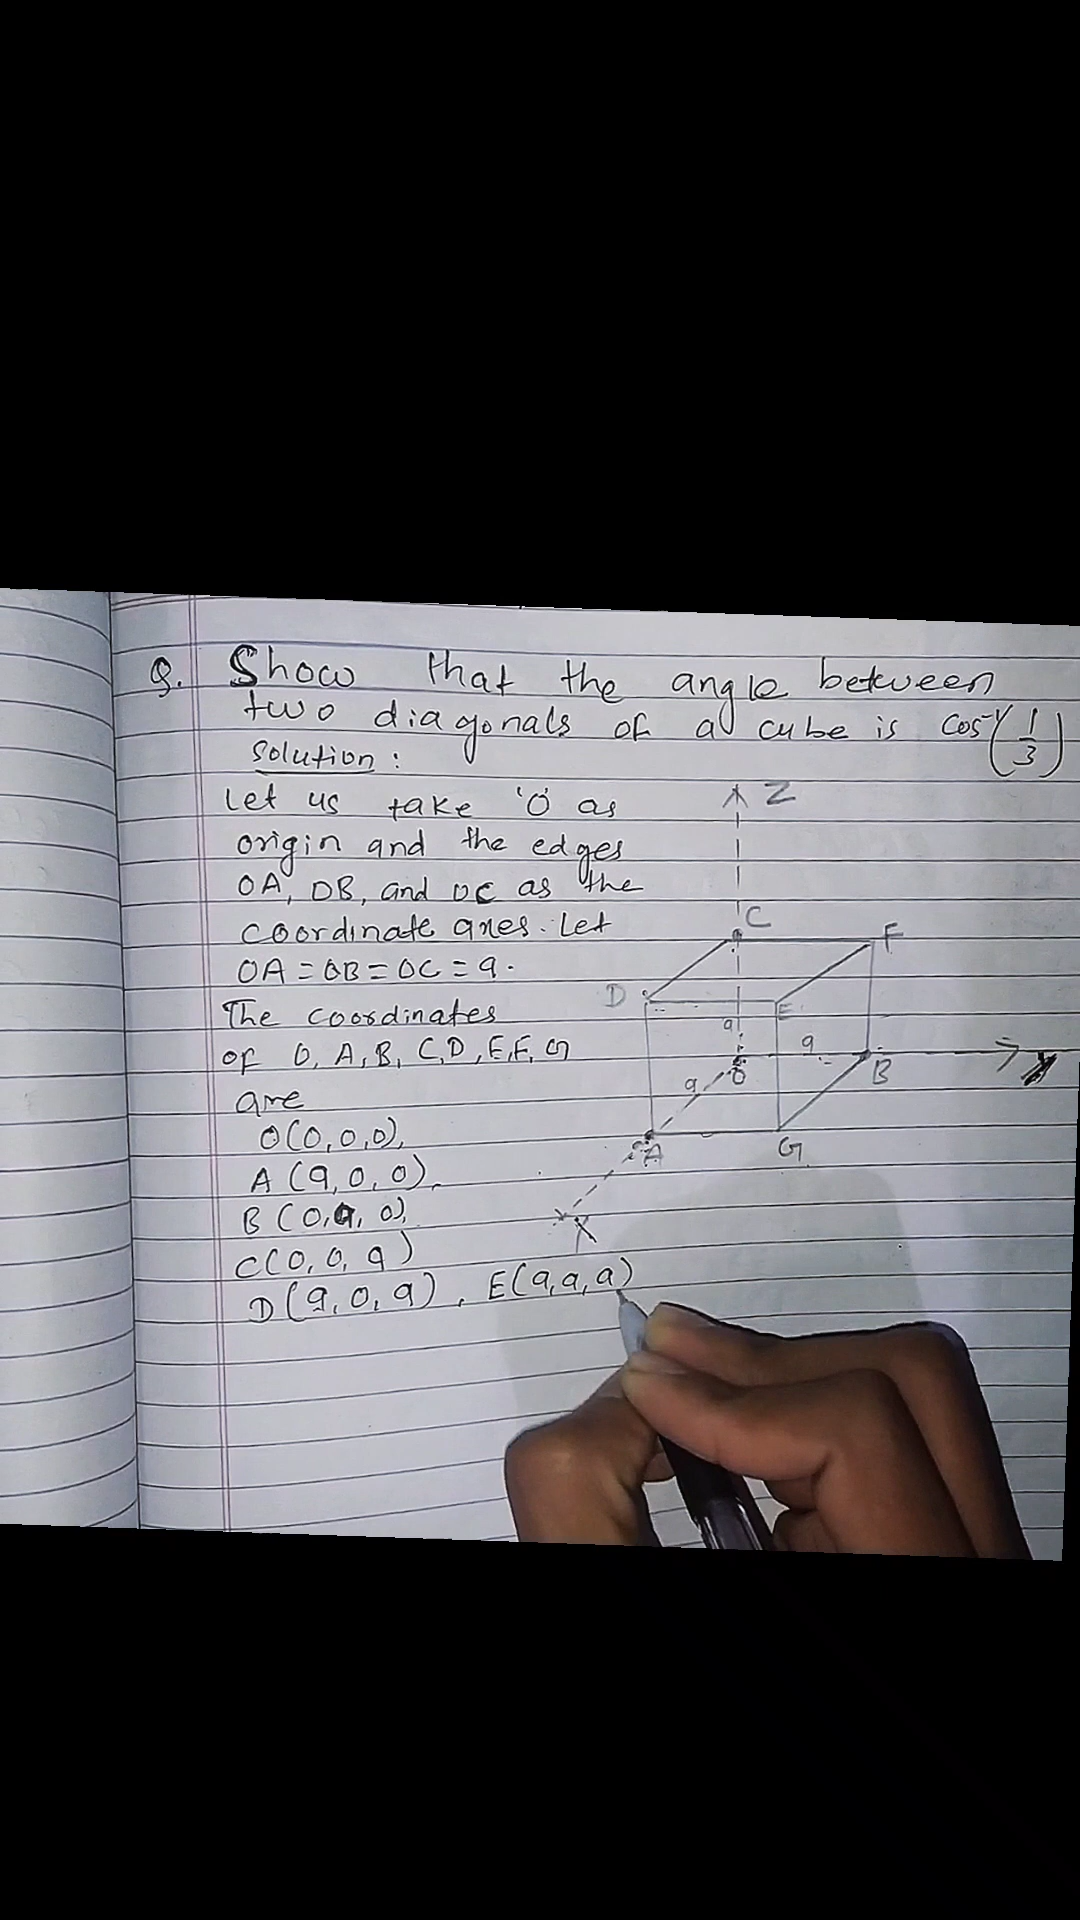 Q. Show that the angle between
two diagonals of a cube is cos⁻¹(1/3)
Solution:
Let us take 'O' as
origin and the edges
OA, OB, and OC as the
coordinate axes. Let
OA = OB = OC = a.
The coordinates
of O, A, B, C, D, E, F, G
are
O(0,0,0),
A(a,0,0),
B(0,a,0),
C(0,0,a)
D(a,0,a), E(a,a,a)
Z
C
F
D
E
a
a
O
B
Y
a
A
G
X